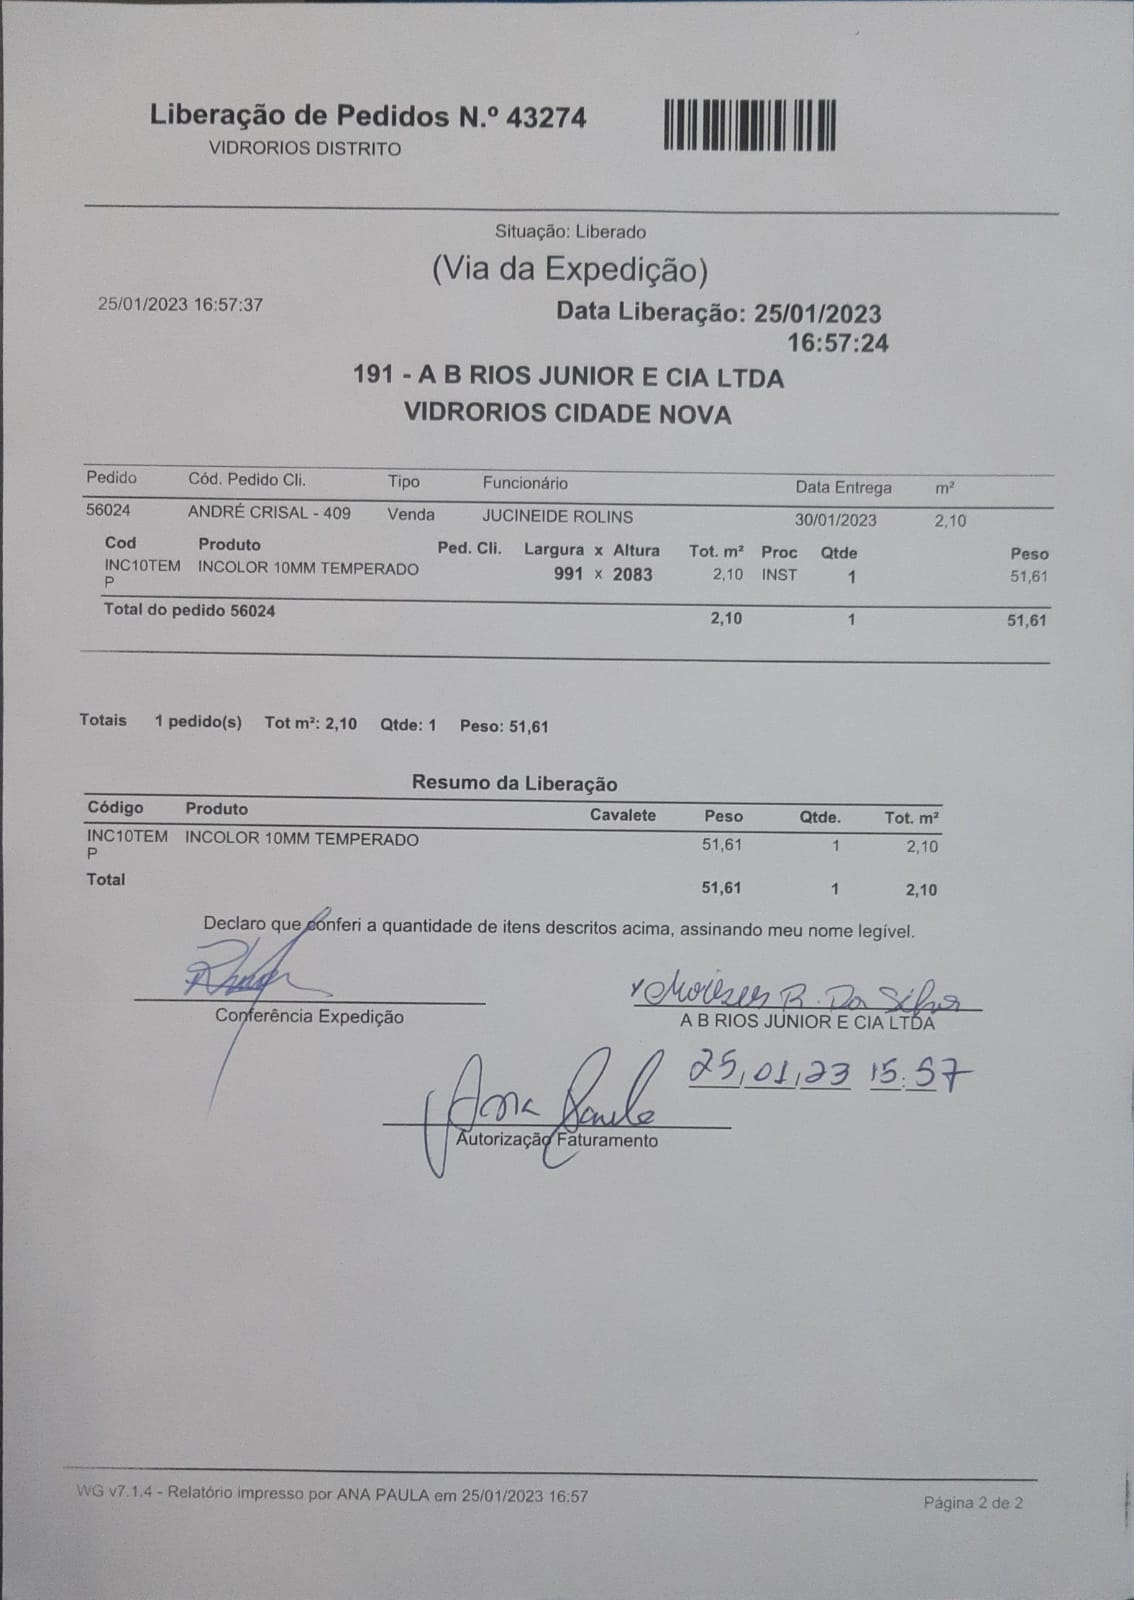 Liberação de Pedidos N.º 43274
VIDRORIOS DISTRITO
Situação: Liberado
(Via da Expedição)
25/01/2023 16:57:37
Data Liberação: 25/01/2023
16:57:24
191 - A B RIOS JUNIOR E CIA LTDA
VIDRORIOS CIDADE NOVA
Pedido Cód. Pedido Cli. Tipo Funcionário Data Entrega m²
56024 ANDRÉ CRISAL - 409 Venda JUCINEIDE ROLINS 30/01/2023 2,10
Cod Produto Ped. Cli. Largura x Altura Tot. m² Proc Qtde Peso
INC10TEM INCOLOR 10MM TEMPERADO 991 x 2083 2,10 INST 1 51,61
P
Total do pedido 56024 2,10 1 51,61
Totais 1 pedido(s) Tot m²: 2,10 Qtde: 1 Peso: 51,61
Resumo da Liberação
Código Produto Cavalete Peso Qtde. Tot. m²
INC10TEM INCOLOR 10MM TEMPERADO 51,61 1 2,10
P
Total 51,61 1 2,10
Declaro que conferi a quantidade de itens descritos acima, assinando meu nome legível.
R. Da Silva
Conferência Expedição A B RIOS JUNIOR E CIA LTDA
25/01/23 15:57
Ana Paula
Autorização Faturamento
WG v7.1.4 - Relatório impresso por ANA PAULA em 25/01/2023 16:57
Página 2 de 2